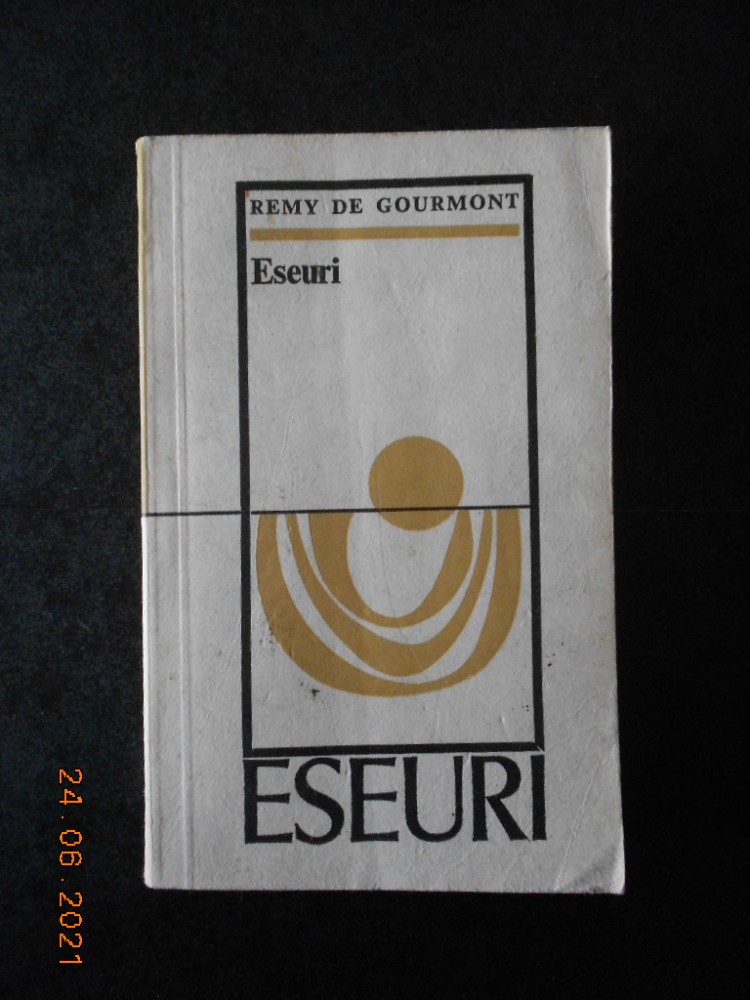 REMY DE GOURMONT
Eseuri
ESEURI
24.06.2021